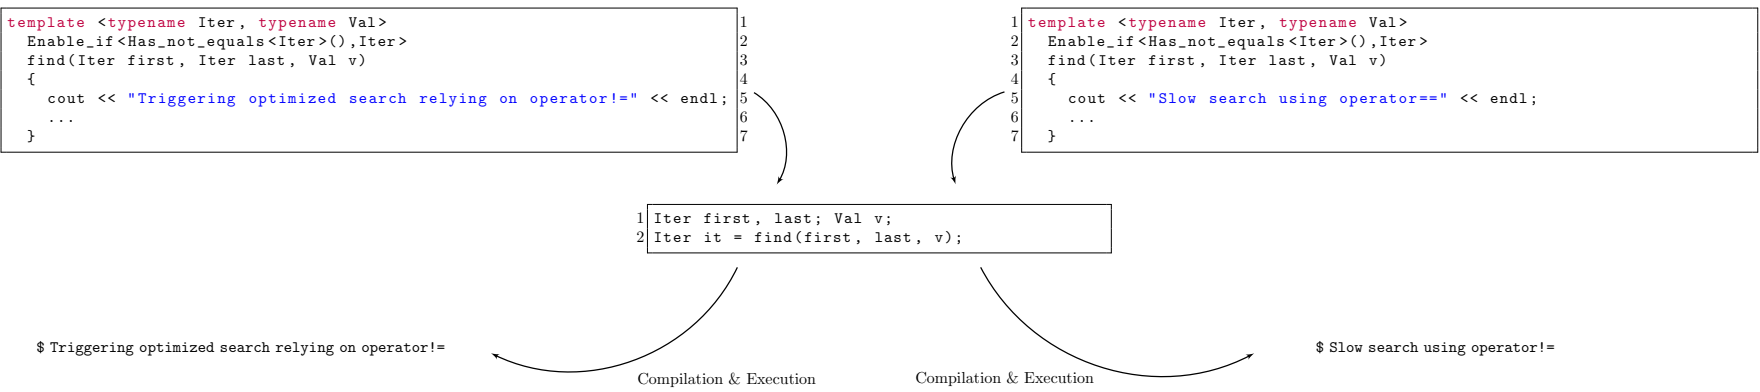 template <typename Iter, typename Val>
1
Enable_if<Has_not_equals<Iter>(),Iter>
2
find(Iter first, Iter last, Val v)
3
{
4
cout << "Triggering optimized search relying on operator!=" << endl;
5
...
6
}
7
1
template <typename Iter, typename Val>
2
Enable_if<Has_not_equals<Iter>(),Iter>
3
find(Iter first, Iter last, Val v)
4
{
5
cout << "Slow search using operator==" << endl;
6
...
7
}
1
Iter first, last; Val v;
2
Iter it = find(first, last, v);
$ Triggering optimized search relying on operator!=
$ Slow search using operator!=
Compilation & Execution
Compilation & Execution